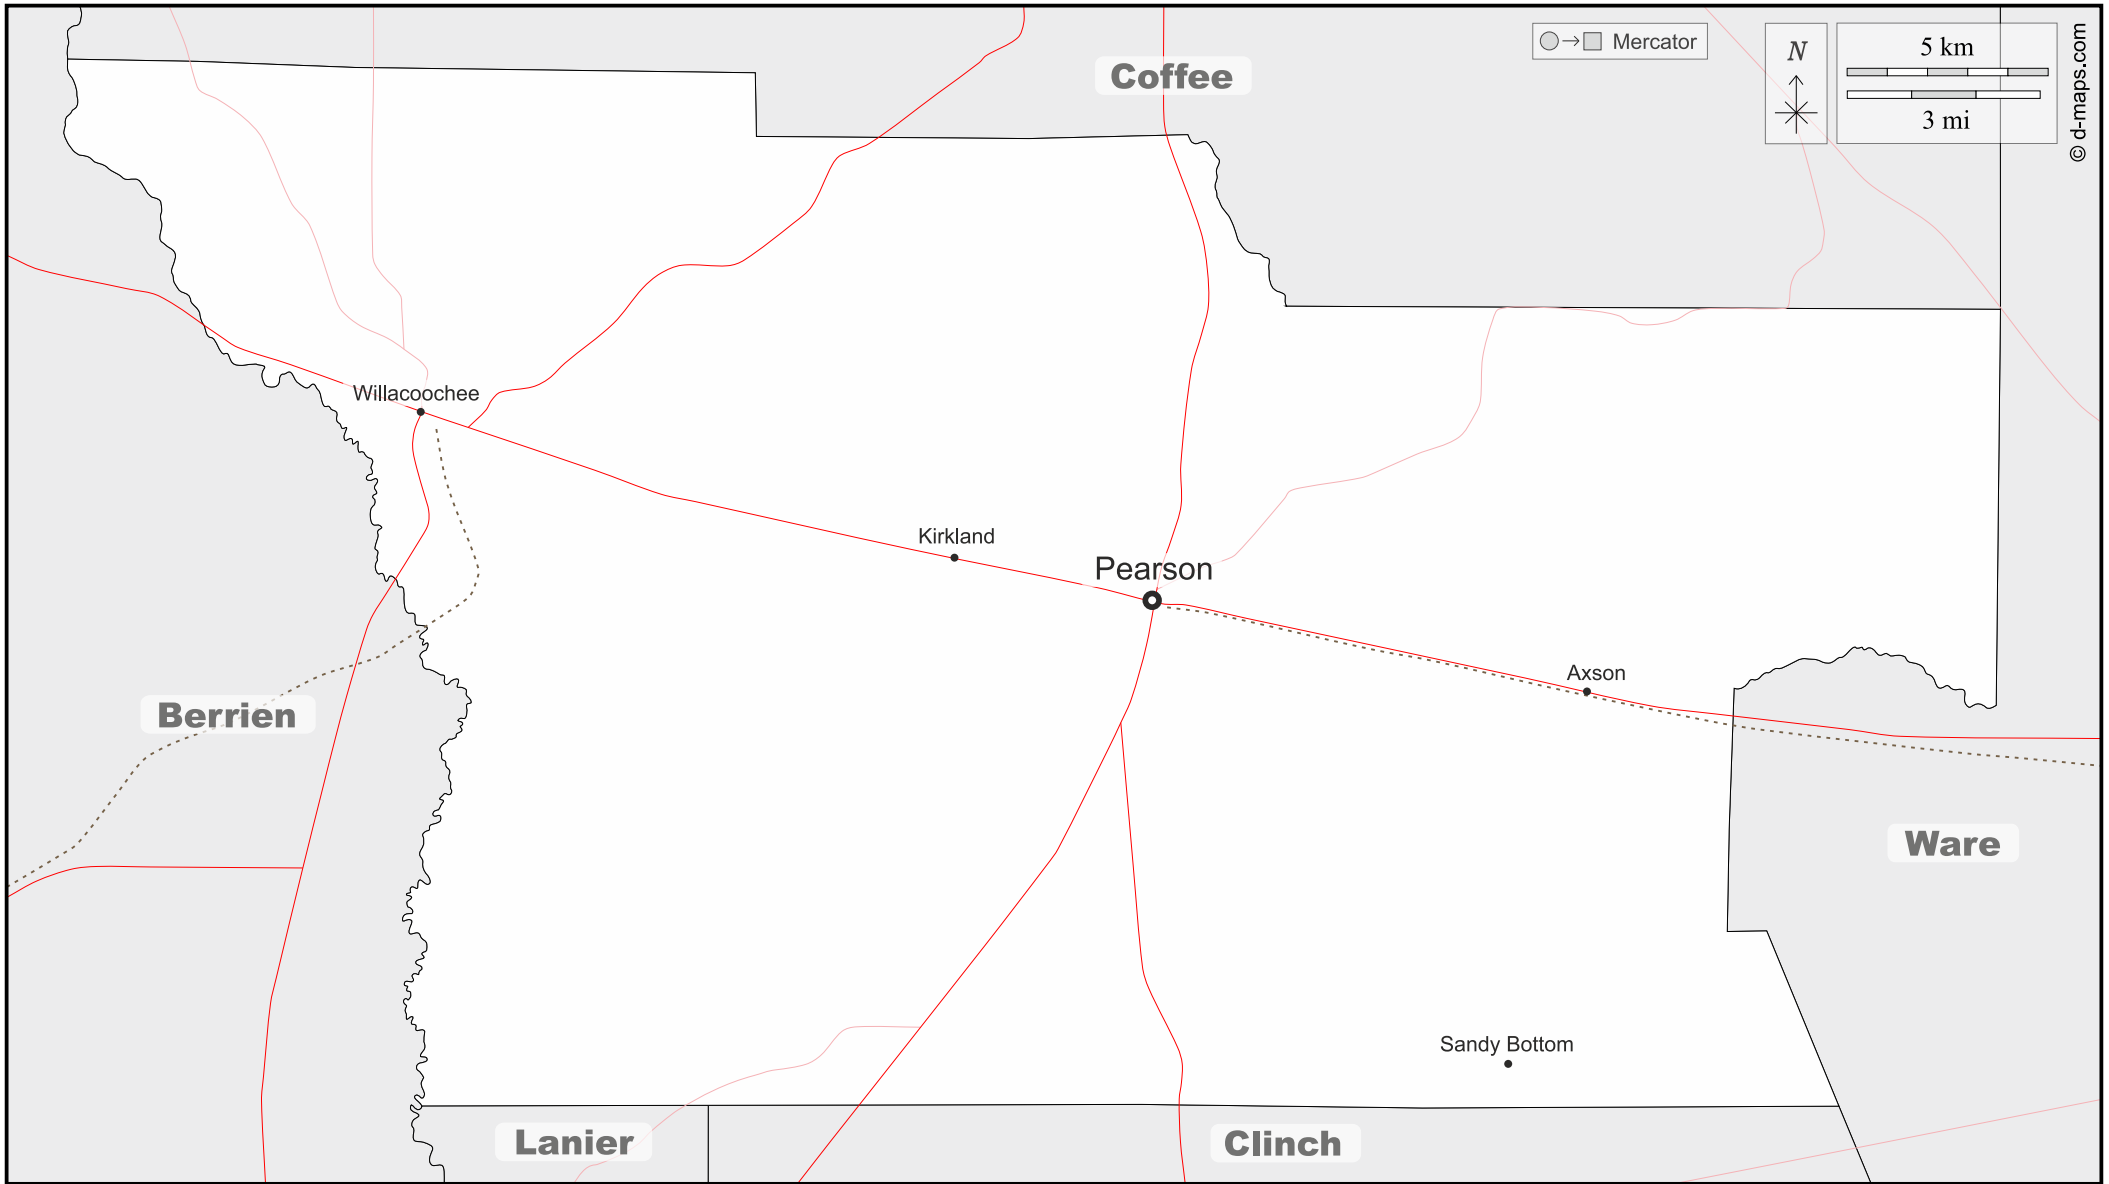 Mercator
N
5 km
3 mi
© d-maps.com
Coffee
Willacoochee
Kirkland
Pearson
Axson
Berrien
Ware
Sandy Bottom
Lanier
Clinch